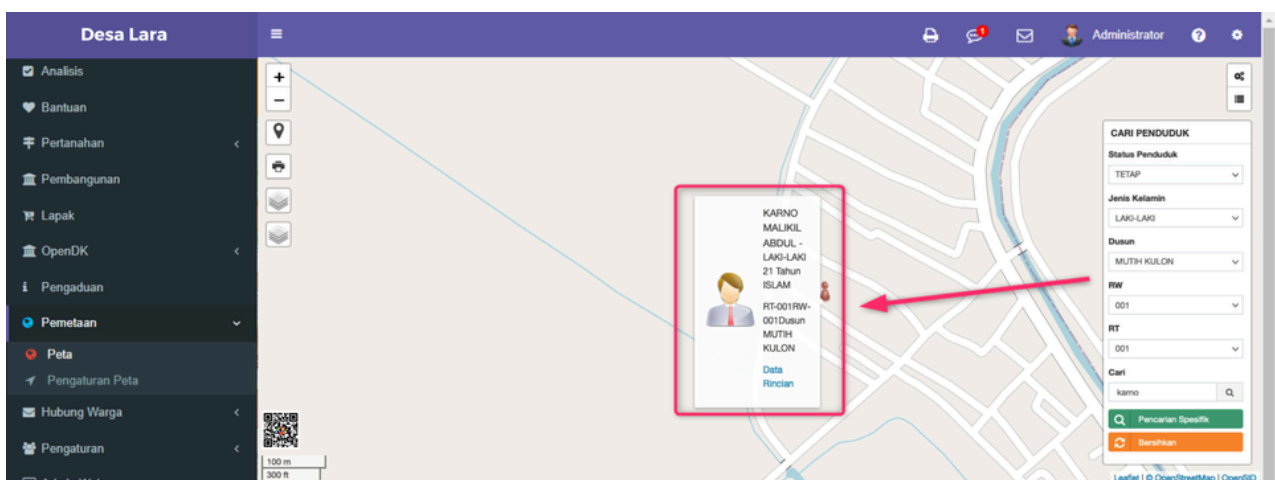 Desa Lara
1
Administrator
Analisis
Bantuan
Pertanahan
Pembangunan
Lapak
OpenDK
Pengaduan
Pemetaan
Peta
Pengaturan Peta
Hubung Warga
Pengaturan
+
−
100 m
300 ft
KARNO
MALIKIL
ABDUL -
LAKI-LAKI
21 Tahun
ISLAM
RT-001RW-
001Dusun
MUTIH
KULON
Data
Rincian
CARI PENDUDUK
Status Penduduk
TETAP
Jenis Kelamin
LAKI-LAKI
Dusun
MUTIH KULON
RW
001
RT
001
Cari
karno
Pencarian Spesifik
Bersihkan
Leaflet | © OpenStreetMap | OpenSID